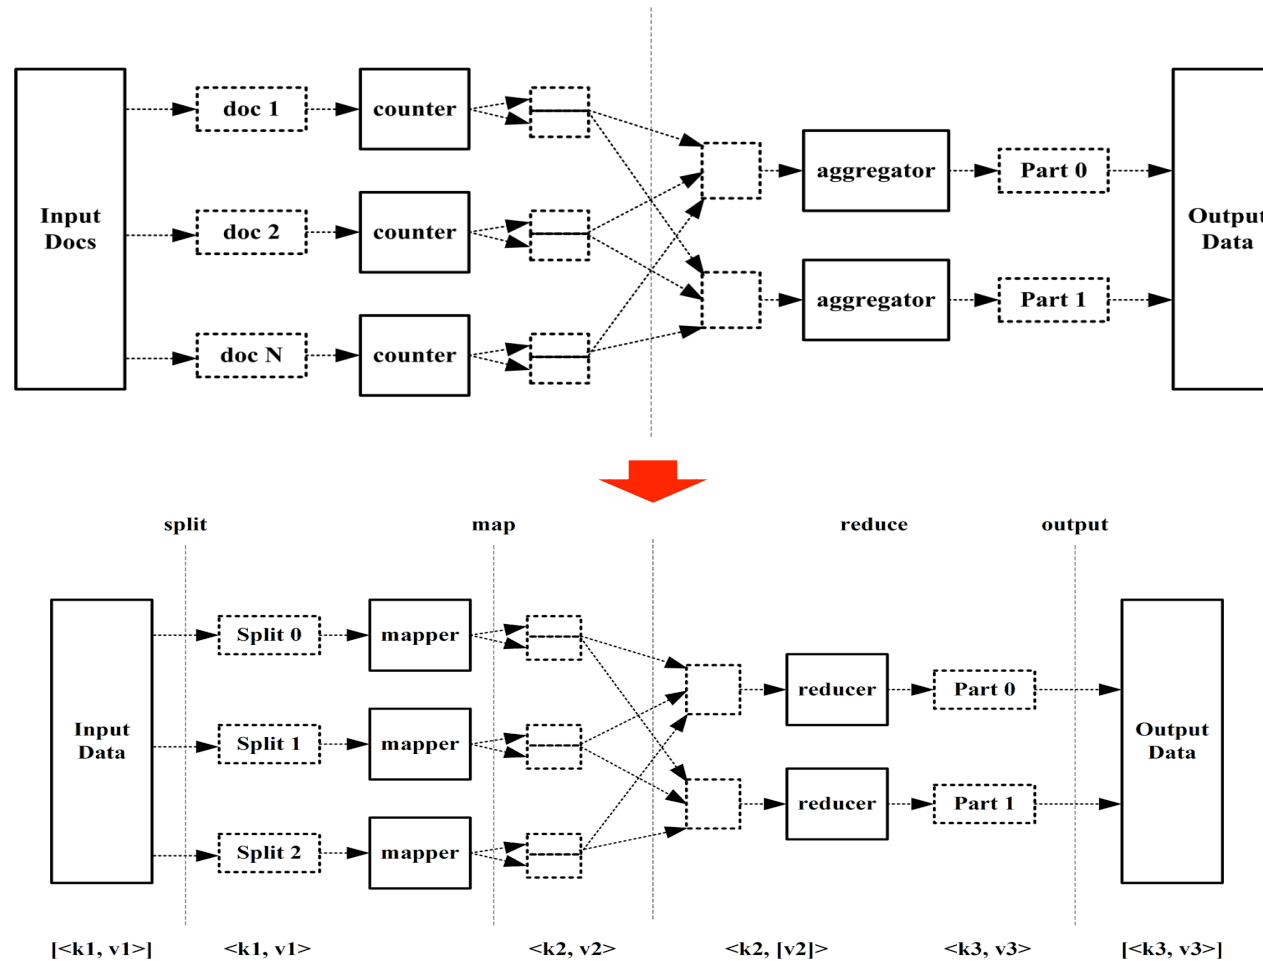 doc 1
counter
aggregator
Part 0
Input
Docs
doc 2
counter
Output
Data
aggregator
Part 1
doc N
counter
split
map
reduce
output
Split 0
mapper
reducer
Part 0
Input
Data
Split 1
mapper
Output
Data
reducer
Part 1
Split 2
mapper
[<k1, v1>]
<k1, v1>
<k2, v2>
<k2, [v2]>
<k3, v3>
[<k3, v3>]